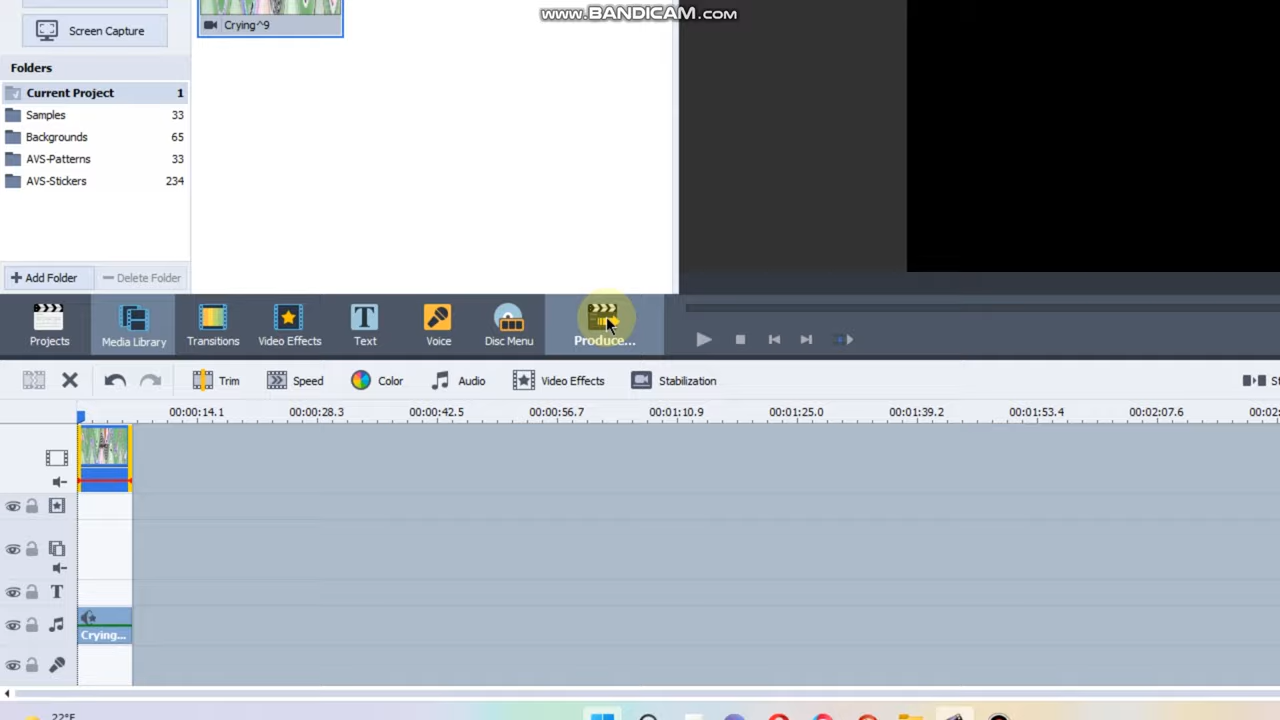 www.BANDICAM.com
Screen Capture
Crying^9
Folders
Current Project 1
Samples 33
Backgrounds 65
AVS-Patterns 33
AVS-Stickers 234
+ Add Folder
Delete Folder
Projects
Media Library
Transitions
Video Effects
Text
Voice
Disc Menu
Produce...
Trim
Speed
Color
Audio
Video Effects
Stabilization
St
00:00:14.1 00:00:28.3 00:00:42.5 00:00:56.7 00:01:10.9 00:01:25.0 00:01:39.2 00:01:53.4 00:02:07.6 00:02:
T
Crying...
22°F